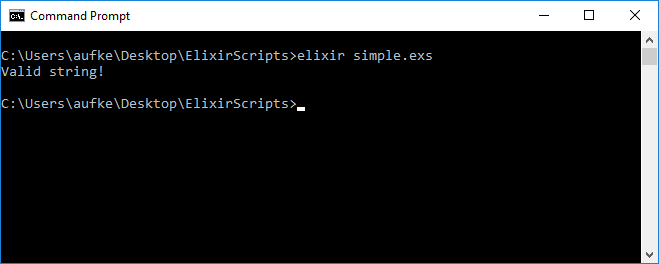 Command Prompt
C:\Users\aufke\Desktop\ElixirScripts>elixir simple.exs
Valid string!
C:\Users\aufke\Desktop\ElixirScripts>